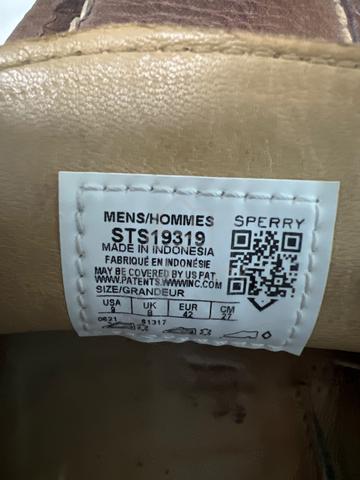 MENS/HOMMES SPERRY
STS19319
MADE IN INDONESIA
FABRIQUÉ EN INDONÉSIE
MAY BE COVERED BY US PAT.
WWW.PATENTS.WWWINC.COM
SIZE/GRANDEUR
USA UK EUR CM
9 8 42 27
0621 61317